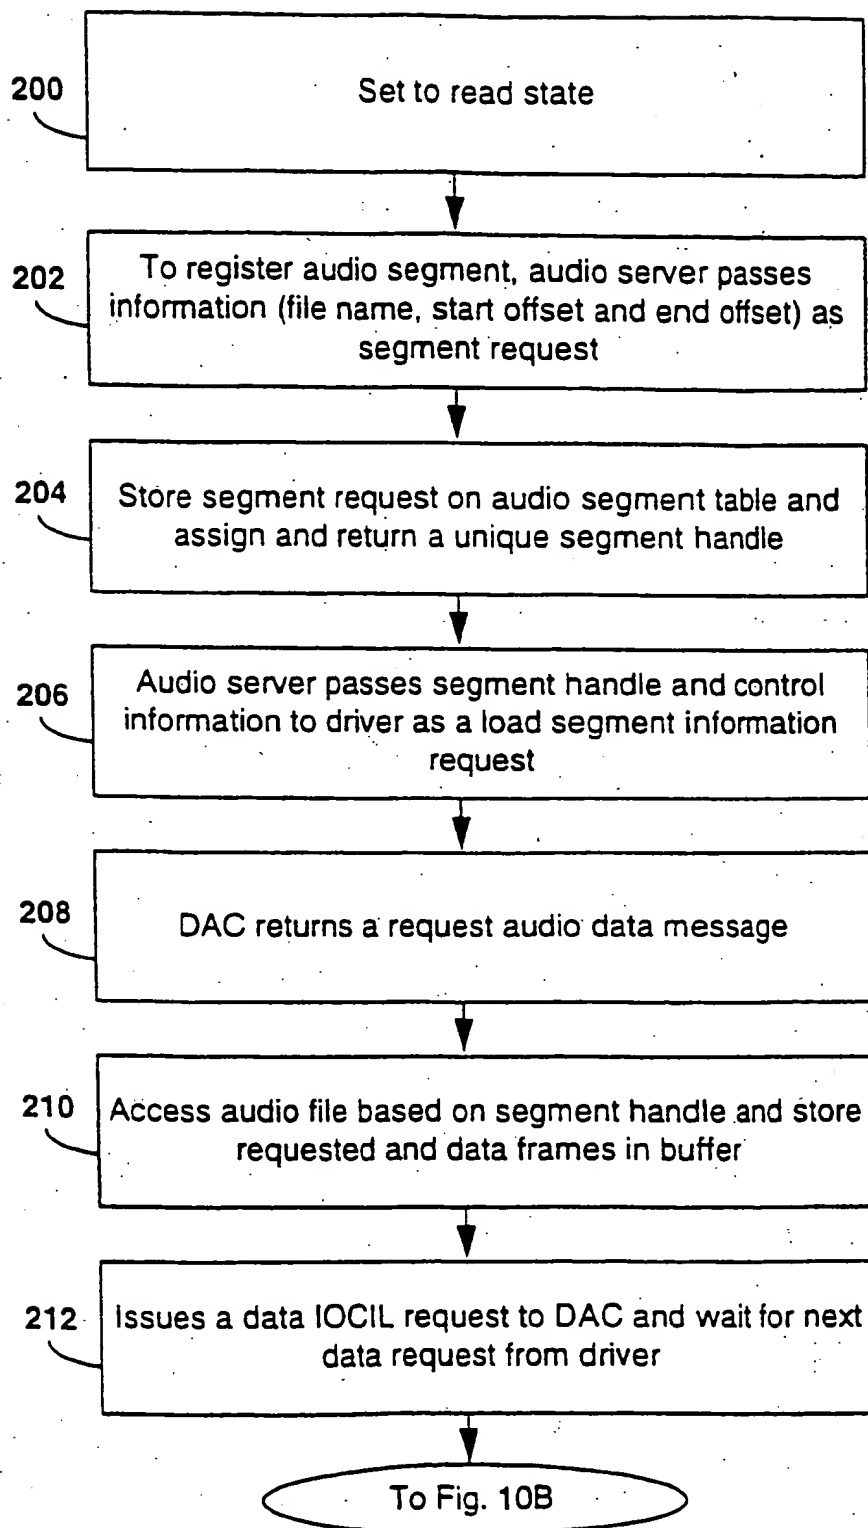 200
Set to read state
202
To register audio segment, audio server passes
information (file name, start offset and end offset) as
segment request
204
Store segment request on audio segment table and
assign and return a unique segment handle
206
Audio server passes segment handle and control
information to driver as a load segment information
request
208
DAC returns a request audio data message
210
Access audio file based on segment handle and store
requested and data frames in buffer
212
Issues a data IOCIL request to DAC and wait for next
data request from driver
To Fig. 10B